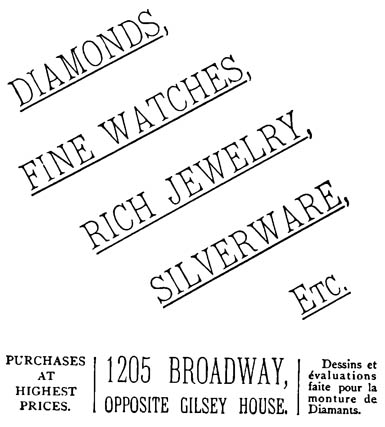 DIAMONDS,
FINE WATCHES,
RICH JEWELRY,
SILVERWARE,
ETC.
PURCHASES
AT
HIGHEST
PRICES.
1205 BROADWAY,
OPPOSITE GILSEY HOUSE.
Dessins et
évaluations
faite pour la
monture de
Diamants.